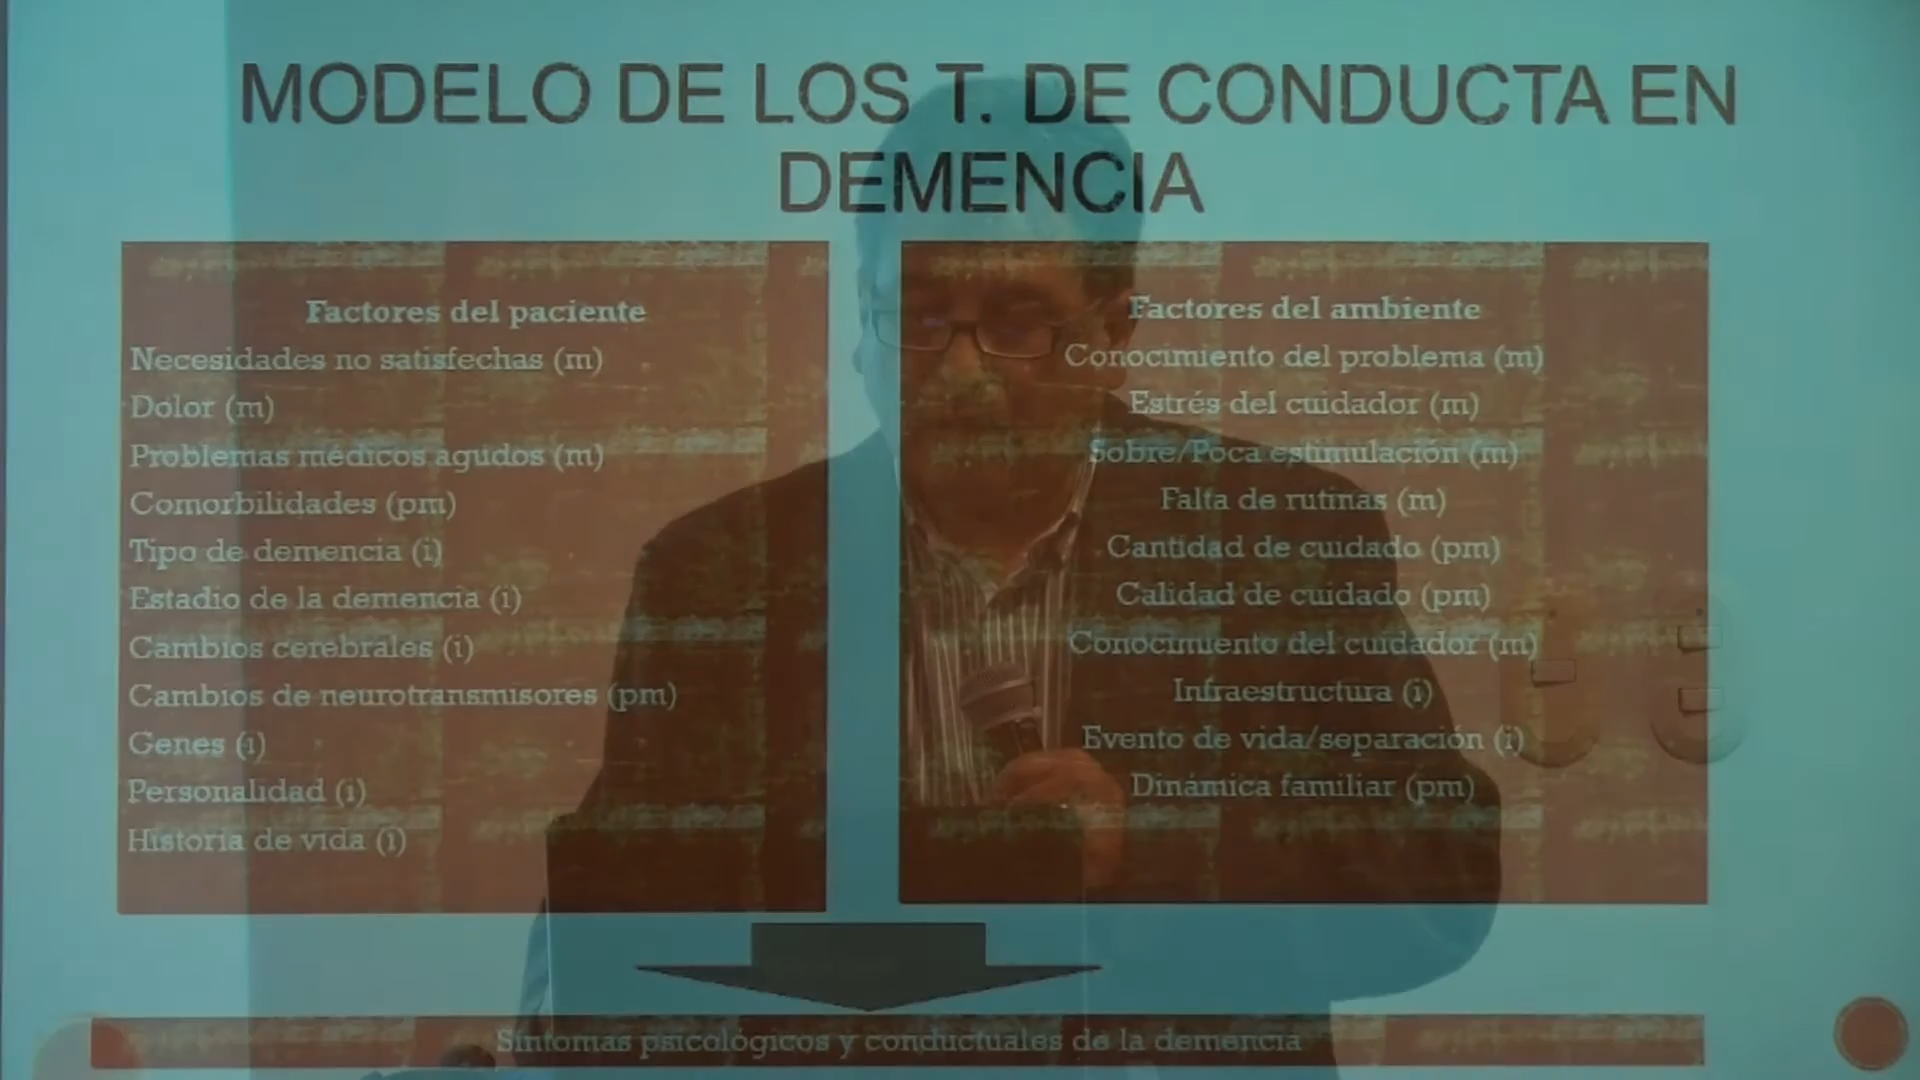 MODELO DE LOS T. DE CONDUCTA EN
DEMENCIA
Factores del paciente
Necesidades no satisfechas (m)
Dolor (m)
Problemas médicos agudos (m)
Comorbilidades (pm)
Tipo de demencia (i)
Estadio de la demencia (i)
Cambios cerebrales (i)
Cambios de neurotransmisores (pm)
Genes (i)
Personalidad (i)
Historia de vida (i)
Factores del ambiente
Conocimiento del problema (m)
Estrés del cuidador (m)
Sobre/Poca estimulación (m)
Falta de rutinas (m)
Cantidad de cuidado (pm)
Calidad de cuidado (pm)
Conocimiento del cuidador (m)
Infraestructura (i)
Evento de vida/separación (i)
Dinámica familiar (pm)
Síntomas psicológicos y conductuales de la demencia